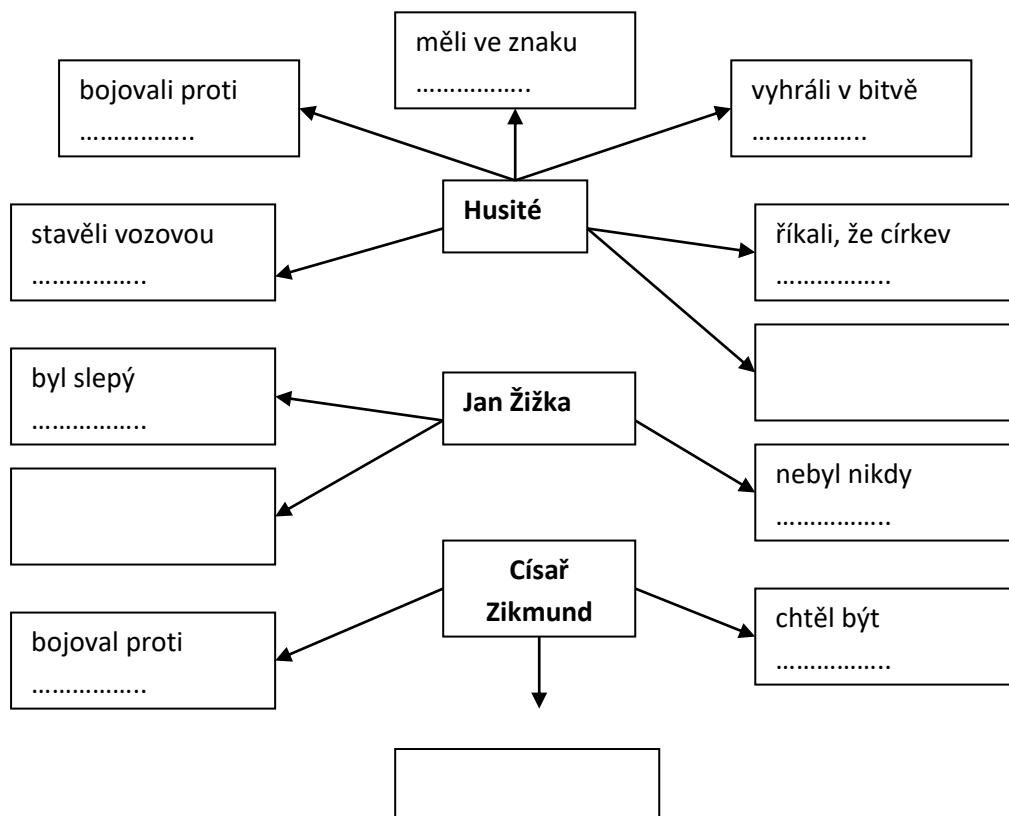 měli ve znaku
……………..
bojovali proti
……………..
vyhráli v bitvě
……………..
Husité
stavěli vozovou
……………..
říkali, že církev
……………..
byl slepý
……………..
Jan Žižka
nebyl nikdy
……………..
Císař
Zikmund
bojoval proti
……………..
chtěl být
……………..